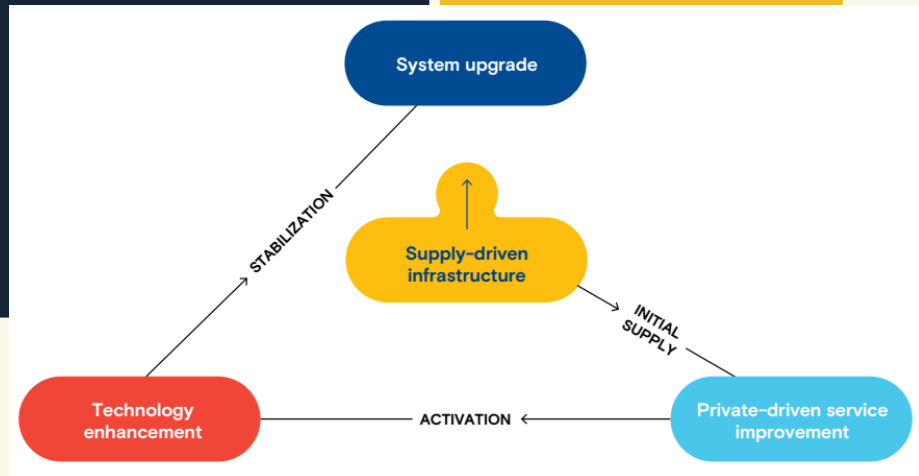 System upgrade
STABILIZATION
Supply-driven
infrastructure
INITIAL
SUPPLY
Technology
enhancement
ACTIVATION
Private-driven service
improvement